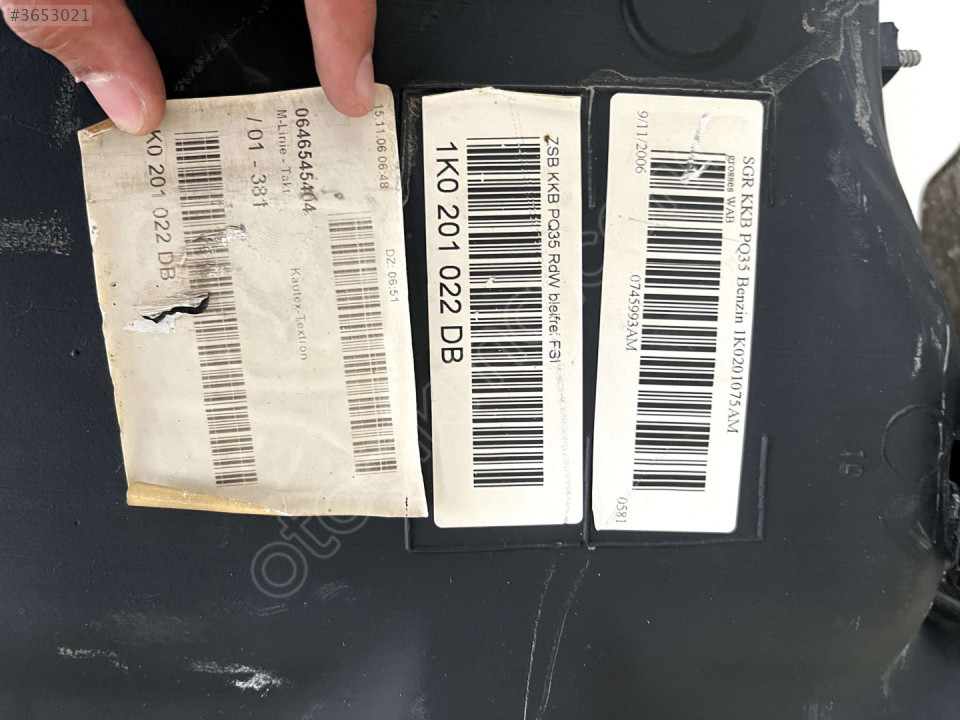 #3653021
15.11.06 06:48
DZ: 06:51
0646545404
M-Linie - Takt
Kautex-Textron
/ 01 - 381
1K0 201 022 DB
ZSB KKB PQ35 RdW bleifrei FSI
1K0 201 022 DB
SGR KKB PQ35 Benzin 1K0201075AM
grosses WAB
0745993AM
9/11/2006
0581